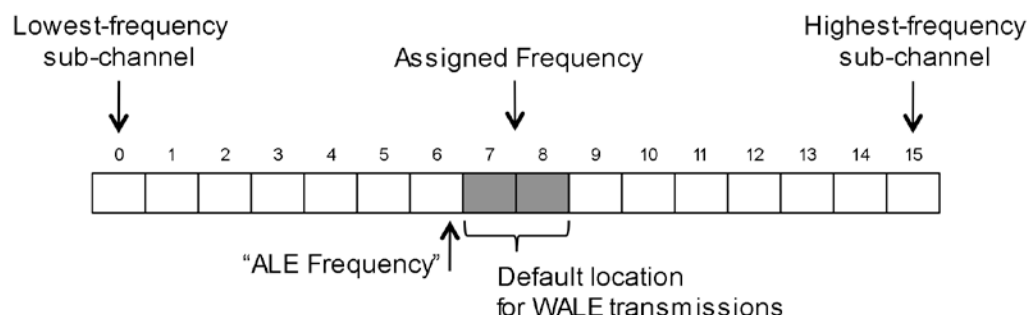 Lowest-frequency
sub-channel
Assigned Frequency
Highest-frequency
sub-channel
0 1 2 3 4 5 6 7 8 9 10 11 12 13 14 15
“ALE Frequency”
Default location
for WALE transmissions